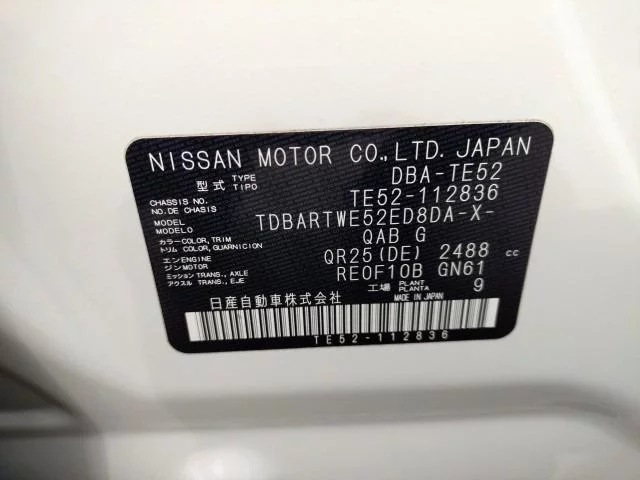 NISSAN MOTOR CO.,LTD. JAPAN
型式 TYPE TIPO DBA-TE52
CHASSIS NO. NO.DE CHASIS TE52-112836
MODEL MODELO TDBARTWE52ED8DA-X-
カラー COLOR, TRIM トリム COLOR, GUARNICION QAB G
エンジン ENGINE MOTOR QR25(DE) 2488 cc
ミッション TRANS., AXLE アクスル TRANS., EJE RE0F10B GN61
工場 PLANT PLANTA 9
日産自動車株式会社 MADE IN JAPAN
TE52-112836